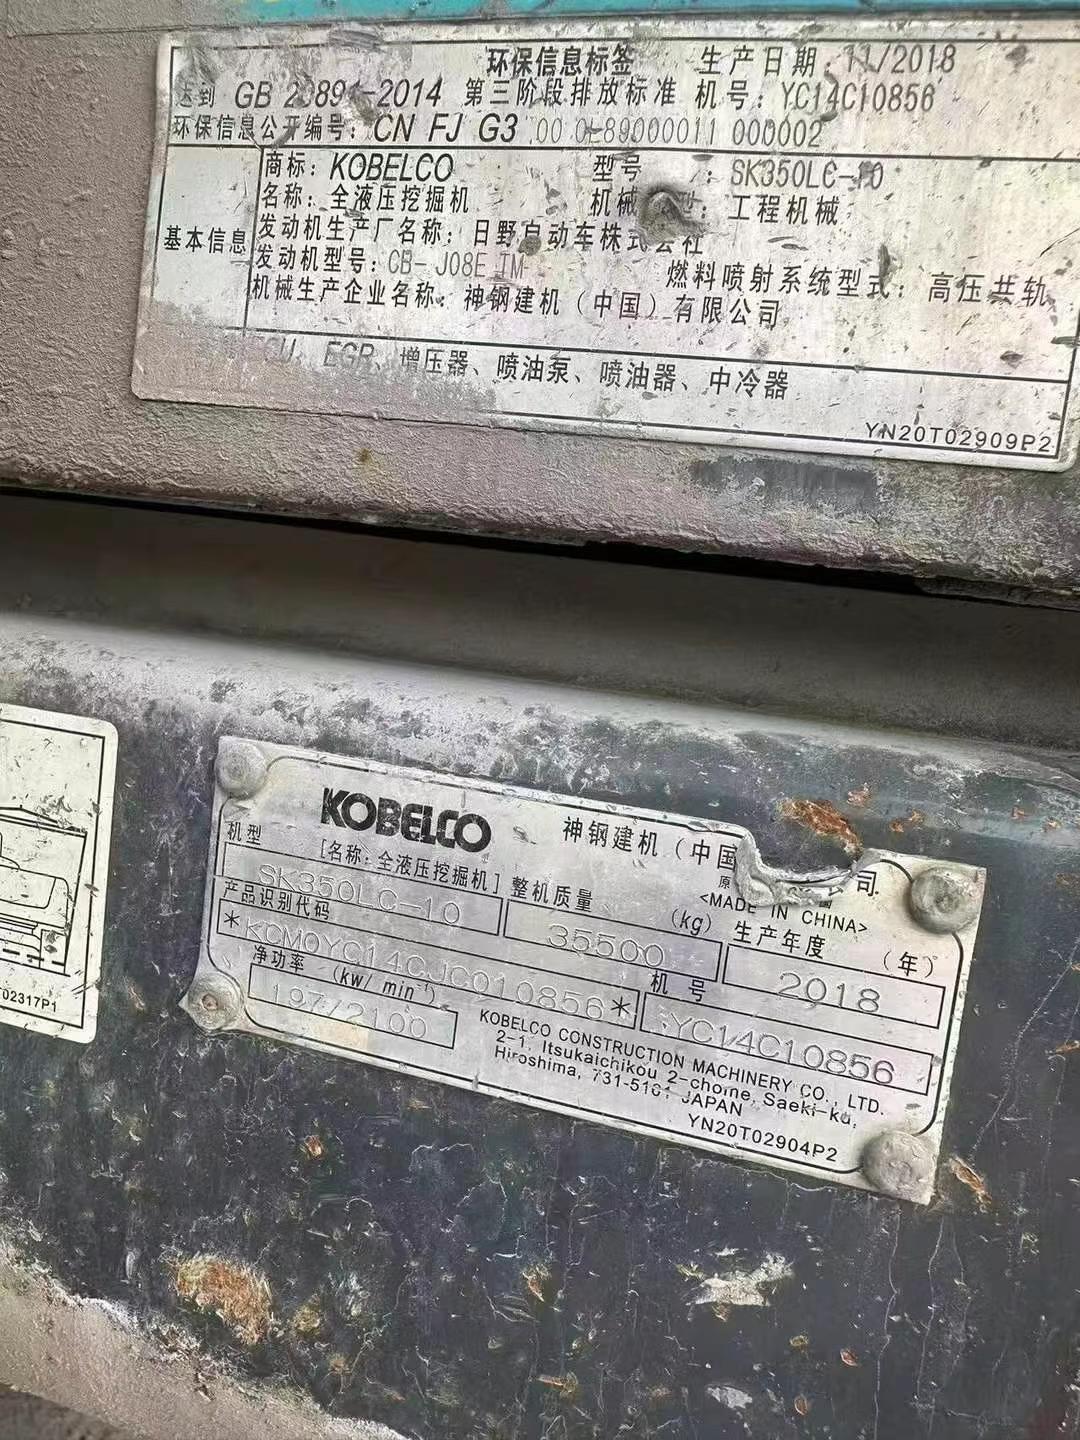 环保信息标签 生产日期:11/2018
达到 GB 20891-2014 第三阶段排放标准 机号:YC14C10856
环保信息公开编号:CN FJ G3 00 0L89000011 000002
基本信息
商标:KOBELCO 型号:SK350LC-10
名称:全液压挖掘机 机械 型:工程机械
发动机生产厂名称:日野自动车株式会社
发动机型号: J08E 燃料喷射系统型式:高压共轨
机械生产企业名称:神钢建机(中国)有限公司
ECU、EGR、增压器、喷油泵、喷油器、中冷器
YN20T02909P2
02317P1
KOBELCO 神钢建机(中国 公司
<MADE IN CHINA>
机型 [名称:全液压挖掘机] 整机质量 (kg) 生产年度 (年)
SK350LC-10 35500 2018
产品识别代码 机号
*KCM0YC14CJC010856* YC14C10856
净功率 (kw/ min⁻¹)
197/2100
KOBELCO CONSTRUCTION MACHINERY CO., LTD.
2-1, Itsukaichikou 2-chome, Saeki-ku,
Hiroshima, 731-5161 JAPAN
YN20T02904P2